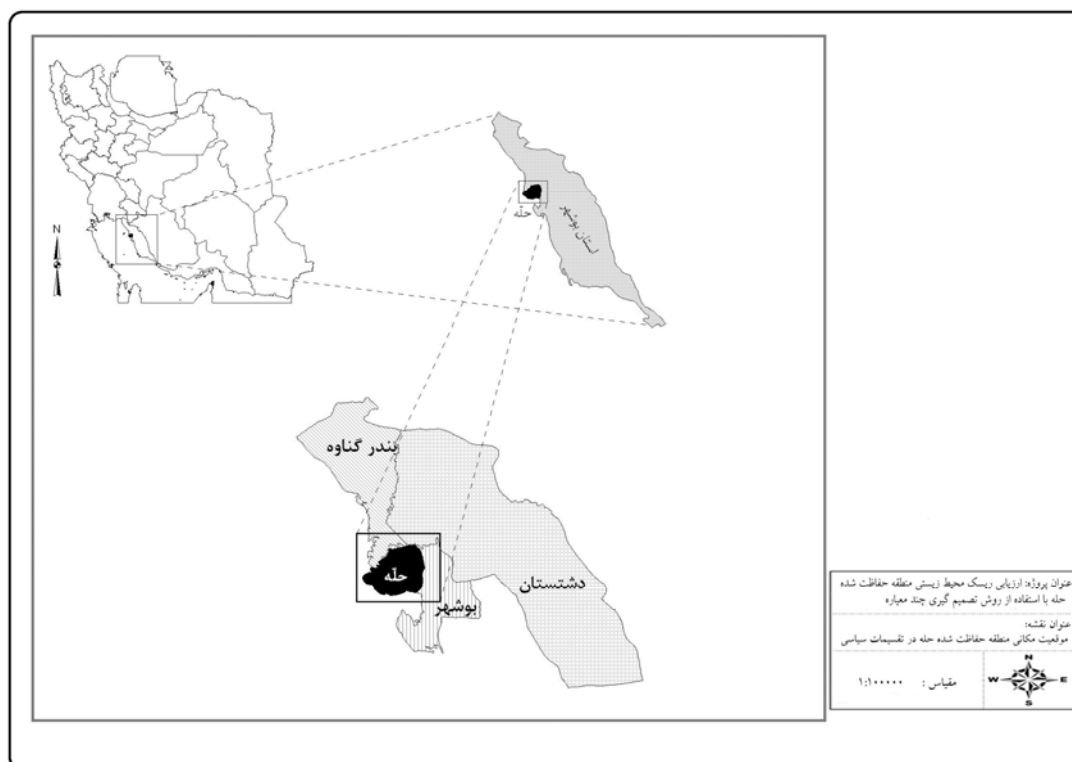 N
حلّه
استان بوشهر
بندر گناوه
حلّه
دشتستان
بوشهر
عنوان پروژه: ارزیابی ریسک محیط زیستی منطقه حفاظت شده
حله با استفاده از روش تصمیم گیری چند معیاره
عنوان نقشه:
موقعیت مکانی منطقه حفاظت شده حله در تقسیمات سیاسی
مقیاس : ۱:۱۰۰۰۰۰
N
W
E
S